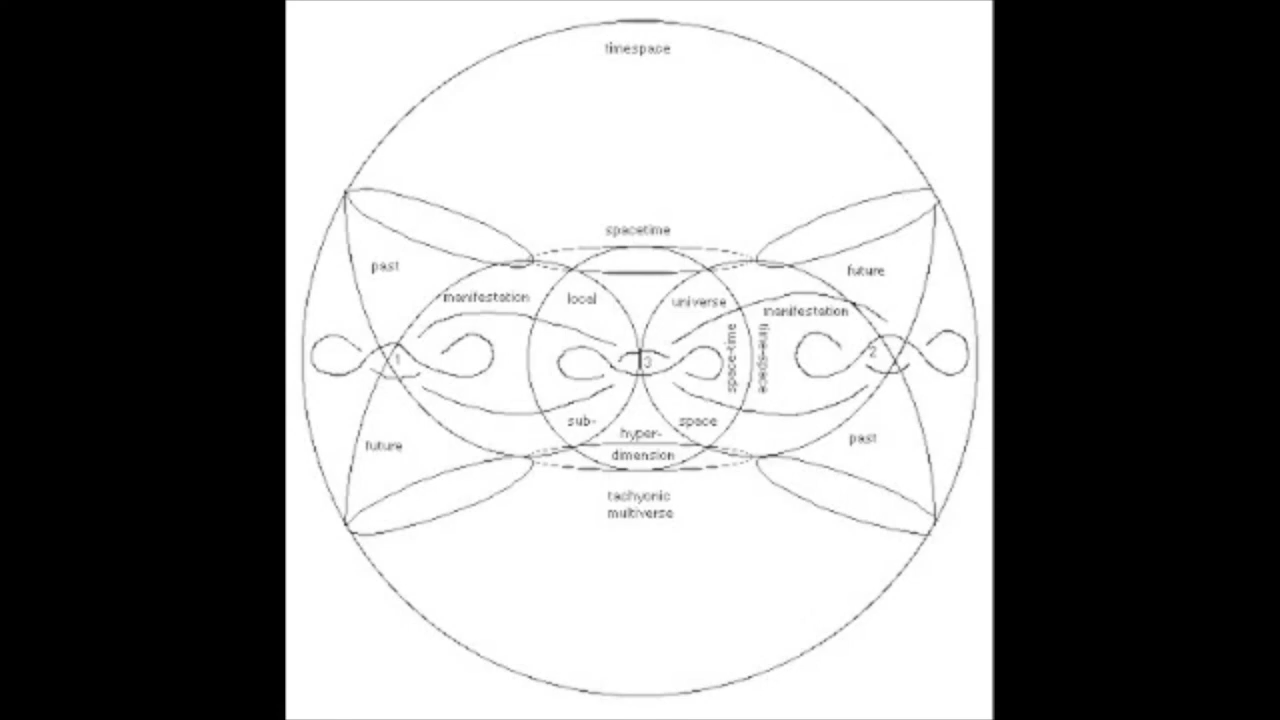 timespace
spacetime
past
future
manifestation
local
universe
manifestation
space-time
time-space
1
3
2
sub-
space
hyper-
dimension
future
past
tachyonic
multiverse